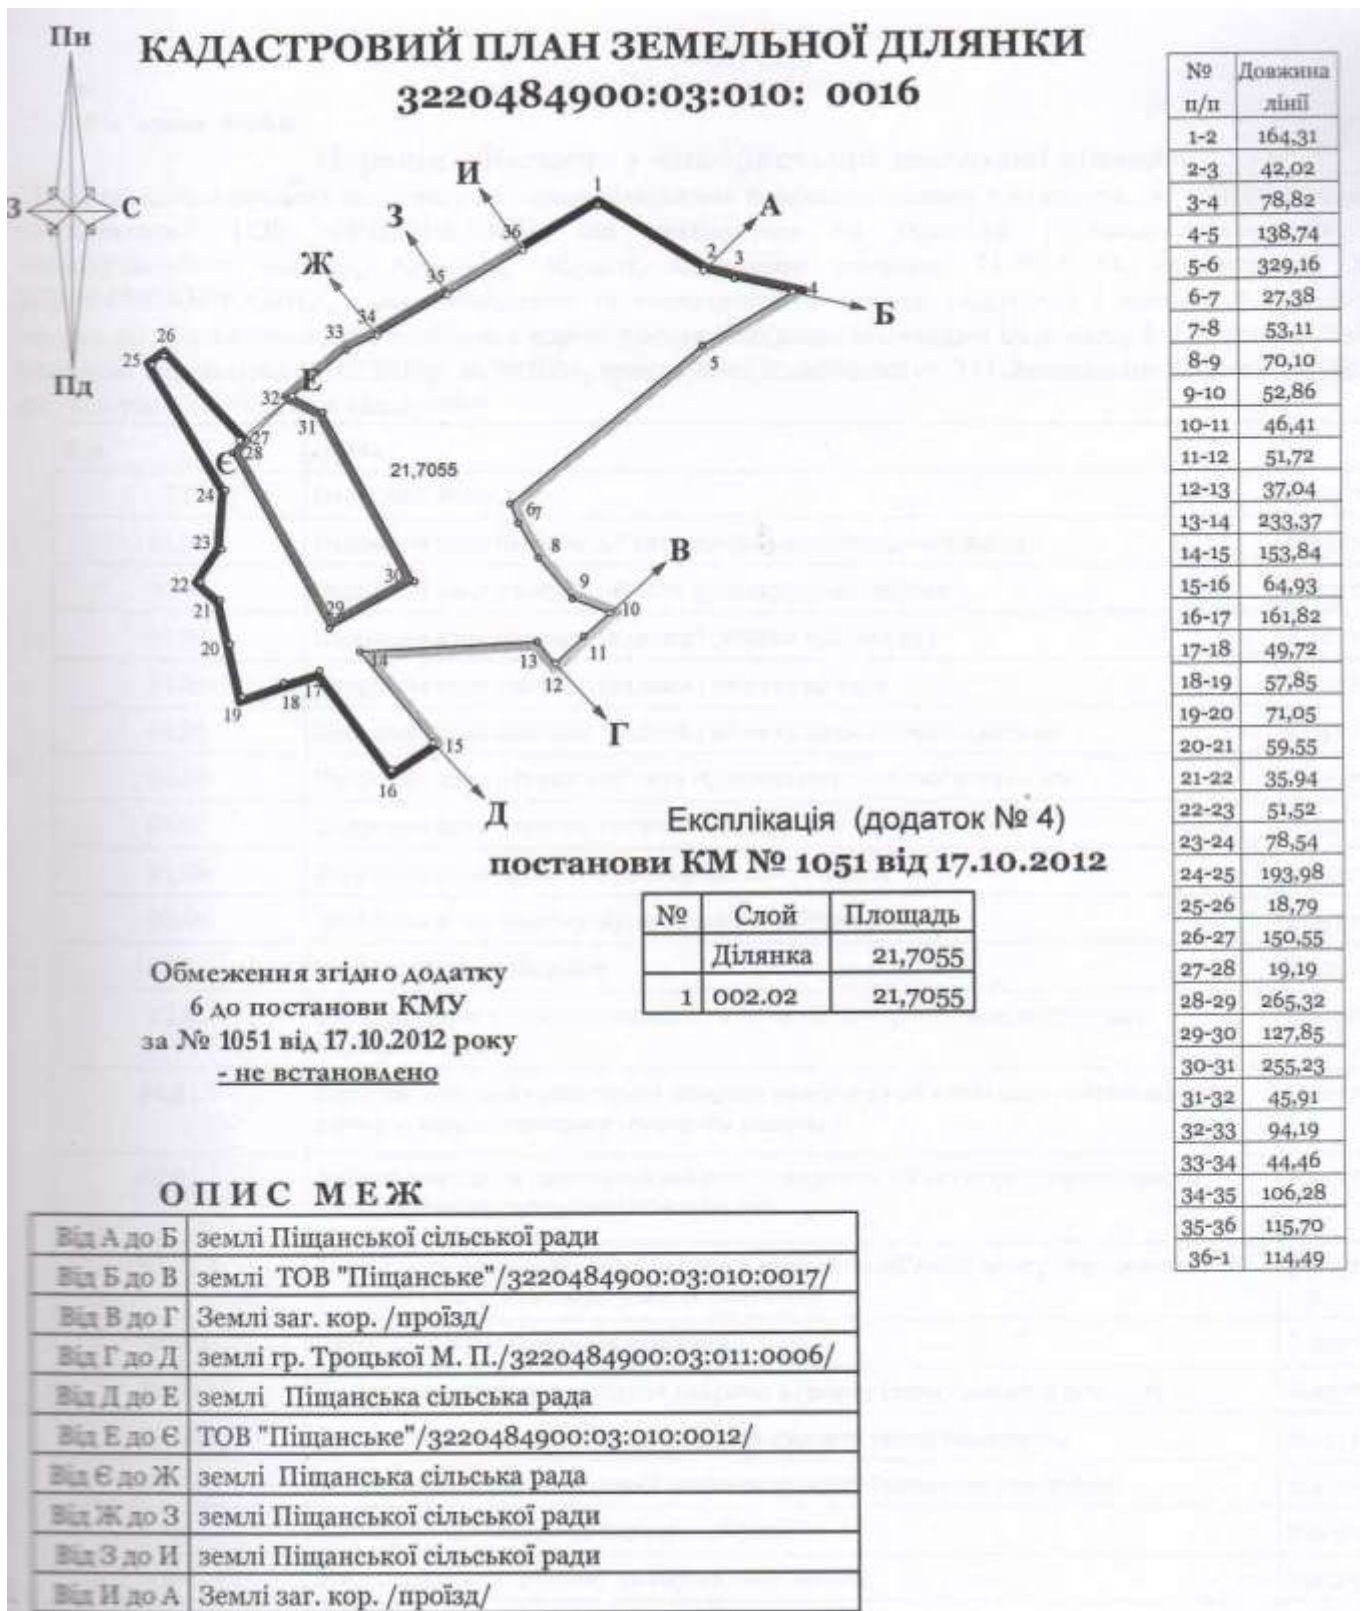 КАДАСТРОВИЙ ПЛАН ЗЕМЕЛЬНОЇ ДІЛЯНКИ
3220484900:03:010: 0016
Пн
З
С
Пд
И
З
Ж
А
Б
В
Г
Д
Е
Є
1
2
3
4
5
6
7
8
9
10
11
12
13
14
15
16
17
18
19
20
21
22
23
24
25
26
27
28
29
30
31
32
33
34
35
36
21,7055
№ п/п Довжина лінії
1-2 164,31
2-3 42,02
3-4 78,82
4-5 138,74
5-6 329,16
6-7 27,38
7-8 53,11
8-9 70,10
9-10 52,86
10-11 46,41
11-12 51,72
12-13 37,04
13-14 233,37
14-15 153,84
15-16 64,93
16-17 161,82
17-18 49,72
18-19 57,85
19-20 71,05
20-21 59,55
21-22 35,94
22-23 51,52
23-24 78,54
24-25 193,98
25-26 18,79
26-27 150,55
27-28 19,19
28-29 265,32
29-30 127,85
30-31 255,23
31-32 45,91
32-33 94,19
33-34 44,46
34-35 106,28
35-36 115,70
36-1 114,49
Експлікація (додаток № 4)
постанови КМ № 1051 від 17.10.2012
№ Слой Площадь
Ділянка 21,7055
1 002.02 21,7055
Обмеження згідно додатку
6 до постанови КМУ
за № 1051 від 17.10.2012 року
- не встановлено
ОПИС МЕЖ
Від А до Б землі Піщанської сільської ради
Від Б до В землі ТОВ "Піщанське"/3220484900:03:010:0017/
Від В до Г Землі заг. кор. /проїзд/
Від Г до Д землі гр. Троцької М. П./3220484900:03:011:0006/
Від Д до Е землі Піщанська сільська рада
Від Е до Є ТОВ "Піщанське"/3220484900:03:010:0012/
Від Є до Ж землі Піщанська сільська рада
Від Ж до З землі Піщанської сільської ради
Від З до И землі Піщанської сільської ради
Від И до А Землі заг. кор. /проїзд/